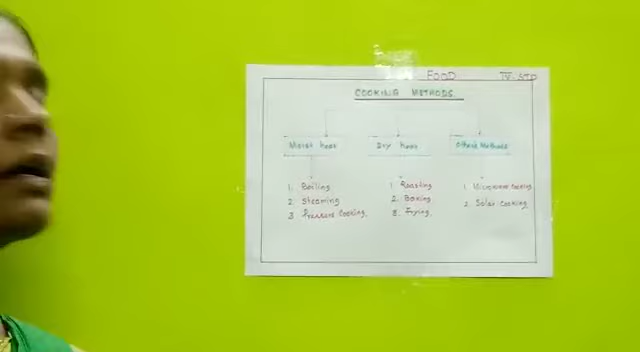 FOOD IV-STD
COOKING METHODS
Moist heat Dry heat Other Methods
1. Boiling 1. Roasting 1. Microwave Cooking
2. Steaming 2. Baking 2. Solar Cooking
3. Pressure Cooking. 3. Frying.